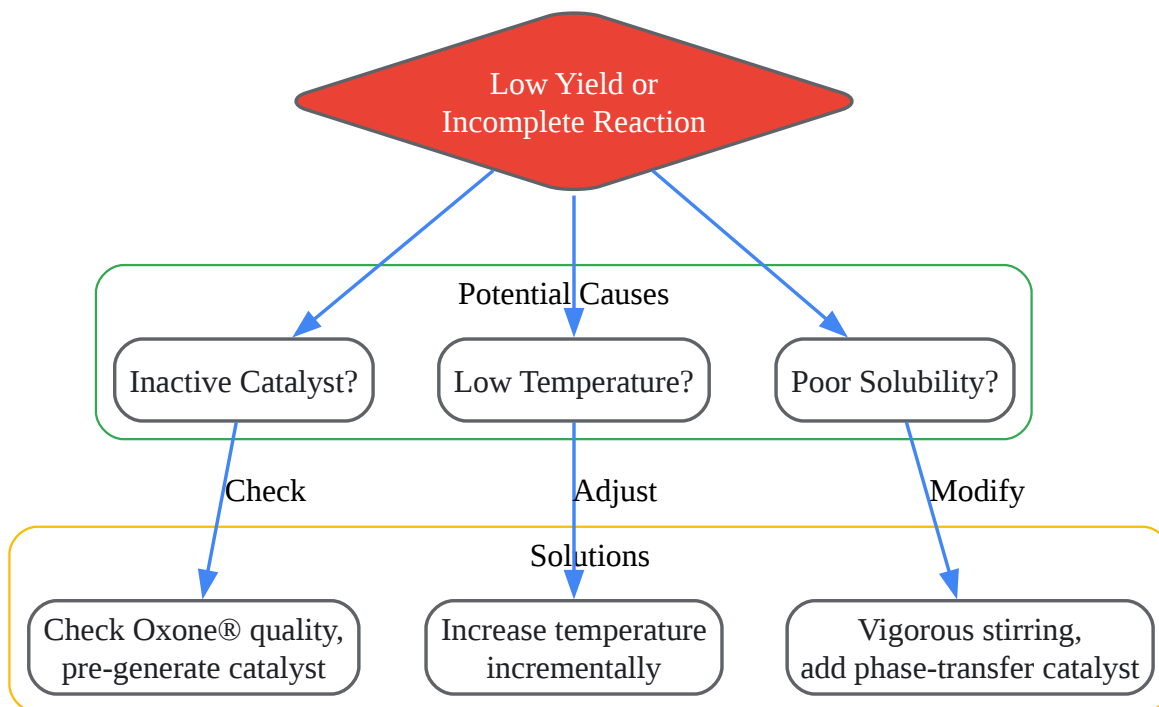 Low Yield or
Incomplete Reaction
Potential Causes
Inactive Catalyst?
Low Temperature?
Poor Solubility?
Check
Adjust
Modify
Solutions
Check Oxone® quality,
pre-generate catalyst
Increase temperature
incrementally
Vigorous stirring,
add phase-transfer catalyst